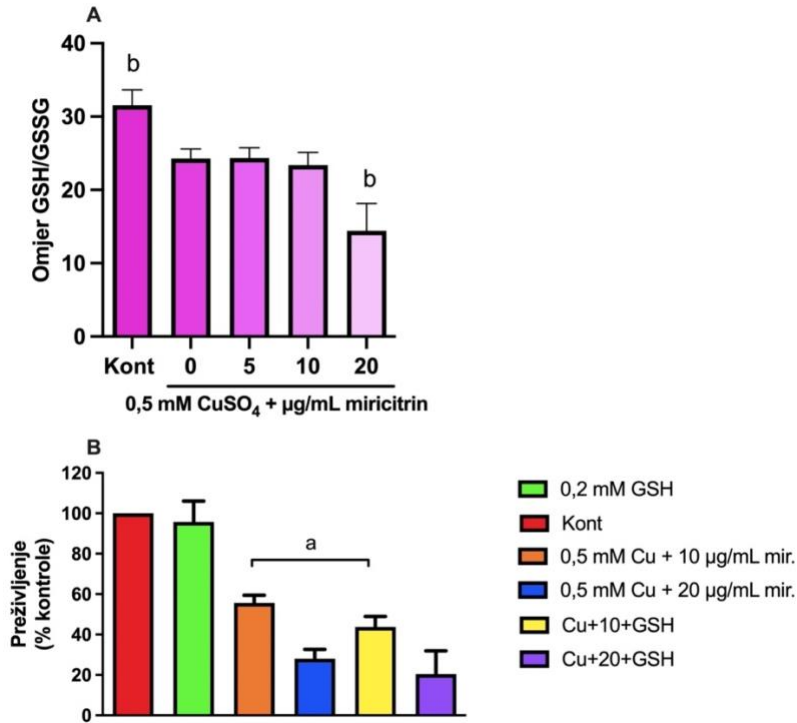 A
40
30
20
10
0
Omjer GSH/GSSG
b
b
Kont 0 5 10 20
0,5 mM CuSO₄ + µg/mL miricitrin
B
120
100
80
60
40
20
0
Preživljenje
(% kontrole)
a
0,2 mM GSH
Kont
0,5 mM Cu + 10 µg/mL mir.
0,5 mM Cu + 20 µg/mL mir.
Cu+10+GSH
Cu+20+GSH